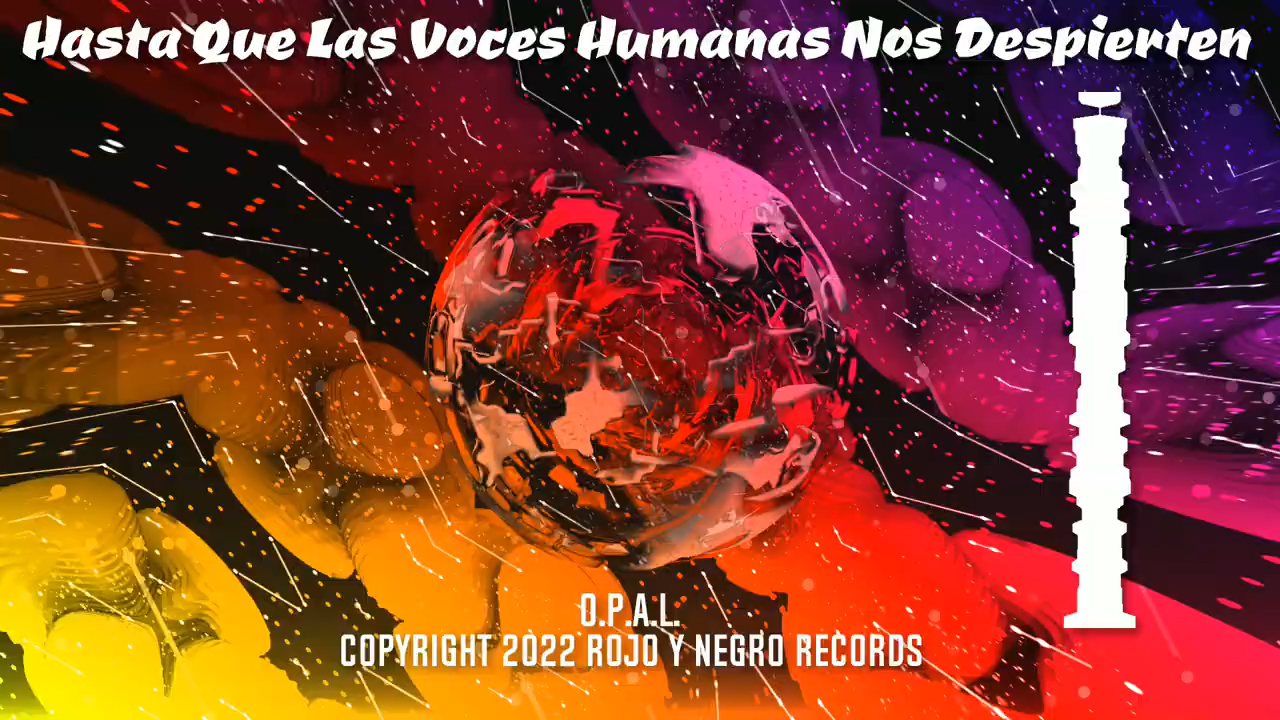 Hasta Que Las Voces Humanas Nos Despierten
O.P.A.L.
COPYRIGHT 2022 ROJO Y NEGRO RECORDS